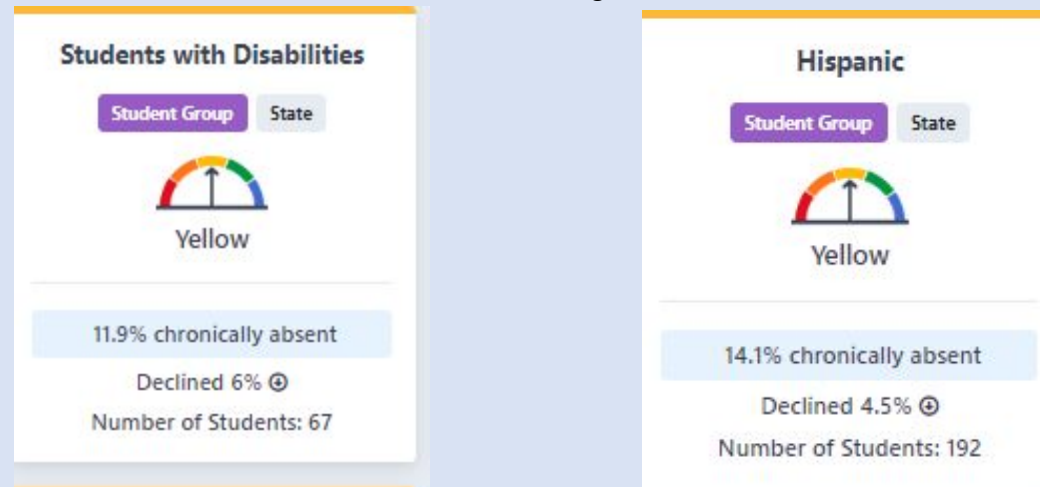 Students with Disabilities
Student Group State
Yellow
11.9% chronically absent
Declined 6%
Number of Students: 67
Hispanic
Student Group State
Yellow
14.1% chronically absent
Declined 4.5%
Number of Students: 192